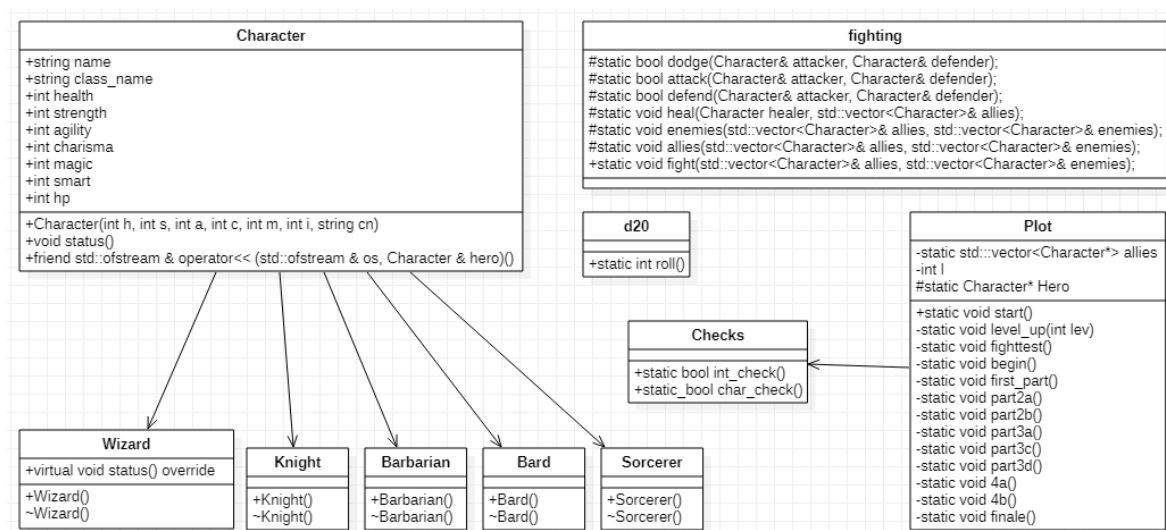 Character
+string name
+string class_name
+int health
+int strength
+int agility
+int charisma
+int magic
+int smart
+int hp
+Character(int h, int s, int a, int c, int m, int i, string cn)
+void status()
+friend std::ofstream & operator<< (std::ofstream & os, Character & hero)()
fighting
#static bool dodge(Character& attacker, Character& defender);
#static bool attack(Character& attacker, Character& defender);
#static bool defend(Character& attacker, Character& defender);
#static void heal(Character healer, std::vector<Character>& allies);
#static void enemies(std::vector<Character>& allies, std::vector<Character>& enemies);
#static void allies(std::vector<Character>& allies, std::vector<Character>& enemies);
+static void fight(std::vector<Character>& allies, std::vector<Character>& enemies);
d20
+static int roll()
Plot
-static std:::vector<Character*> allies
-int l
#static Character* Hero
+static void start()
-static void level_up(int lev)
-static void fighttest()
-static void begin()
-static void first_part()
-static void part2a()
-static void part2b()
-static void part3a()
-static void part3c()
-static void part3d()
-static void 4a()
-static void 4b()
-static void finale()
Checks
+static bool int_check()
+static_bool char_check()
Wizard
+virtual void status() override
+Wizard()
~Wizard()
Knight
+Knight()
~Knight()
Barbarian
+Barbarian()
~Barbarian()
Bard
+Bard()
~Bard()
Sorcerer
+Sorcerer()
~Sorcerer()